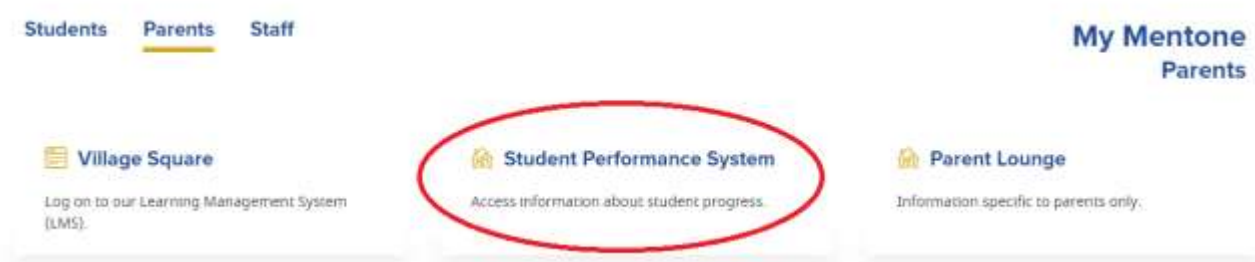 Students Parents Staff
My Mentone
Parents
Village Square
Log on to our Learning Management System
(LMS).
Student Performance System
Access information about student progress.
Parent Lounge
Information specific to parents only.